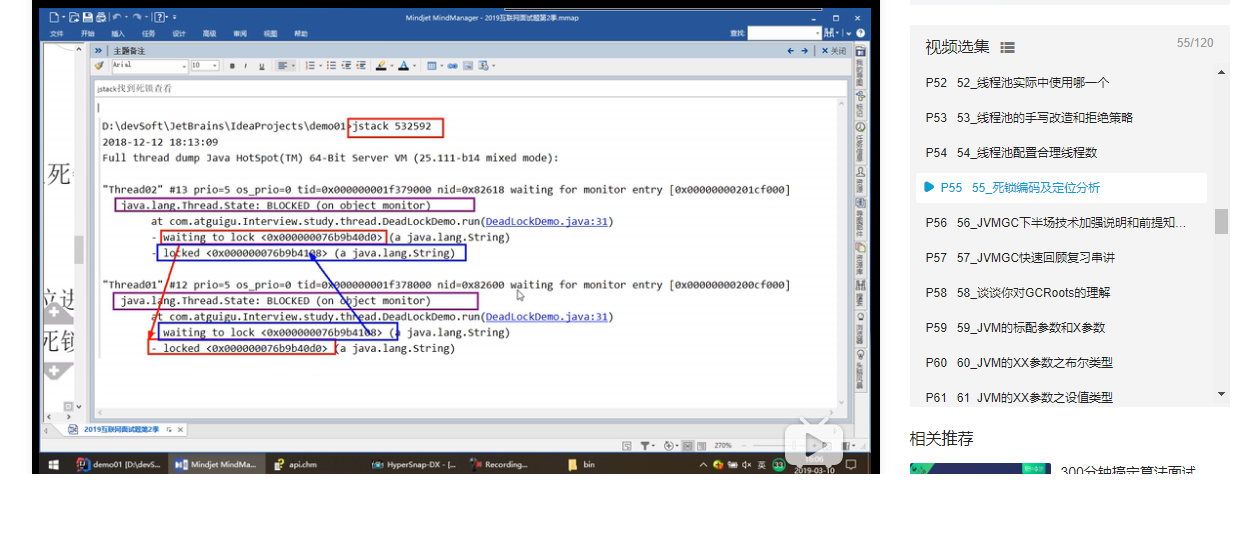 Mindjet MindManager - 2019互联网面试题第2季.mmap
文件 开始 插入 任务 设计 高级 审阅 视图 帮助
查找
主题备注
关闭
Arial 10
jstack找到死锁查看
D:\devSoft\JetBrains\IdeaProjects\demo01>jstack 532592
2018-12-12 18:13:09
Full thread dump Java HotSpot(TM) 64-Bit Server VM (25.111-b14 mixed mode):
"Thread02" #13 prio=5 os_prio=0 tid=0x000000001f379000 nid=0x82618 waiting for monitor entry [0x00000000201cf000]
java.lang.Thread.State: BLOCKED (on object monitor)
at com.atguigu.Interview.study.thread.DeadLockDemo.run(DeadLockDemo.java:31)
- waiting to lock <0x000000076b9b40d0> (a java.lang.String)
- locked <0x000000076b9b4108> (a java.lang.String)
"Thread01" #12 prio=5 os_prio=0 tid=0x000000001f378000 nid=0x82600 waiting for monitor entry [0x00000000200cf000]
java.lang.Thread.State: BLOCKED (on object monitor)
at com.atguigu.Interview.study.thread.DeadLockDemo.run(DeadLockDemo.java:31)
- waiting to lock <0x000000076b9b4108> (a java.lang.String)
- locked <0x000000076b9b40d0> (a java.lang.String)
死
立进
死锁
2019互联网面试题第2季
270%
demo01 [D:\devS... Mindjet MindMa... api.chm HyperSnap-DX - [... Recording... bin
英
33
16:06
2019-03-10
视频选集 55/120
P52 52_线程池实际中使用哪一个
P53 53_线程池的手写改造和拒绝策略
P54 54_线程池配置合理线程数
P55 55_死锁编码及定位分析
P56 56_JVMGC下半场技术加强说明和前提知...
P57 57_JVMGC快速回顾复习串讲
P58 58_谈谈你对GCRoots的理解
P59 59_JVM的标配参数和X参数
P60 60_JVM的XX参数之布尔类型
P61 61_JVM的XX参数之设值类型
相关推荐
300分钟搞定算法面试